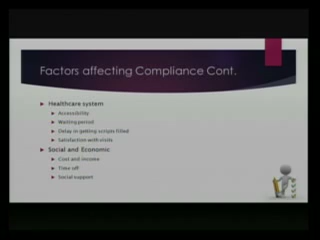 Factors affecting Compliance Cont.
Healthcare system
Accessibility
Waiting period
Delay in getting scripts filled
Satisfaction with visits
Social and Economic
Cost and income
Time off
Social support